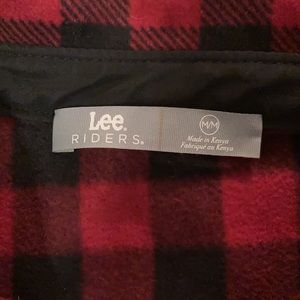 Lee.
RIDERS®
M/M
Made in Kenya
Fabriqué au Kenya